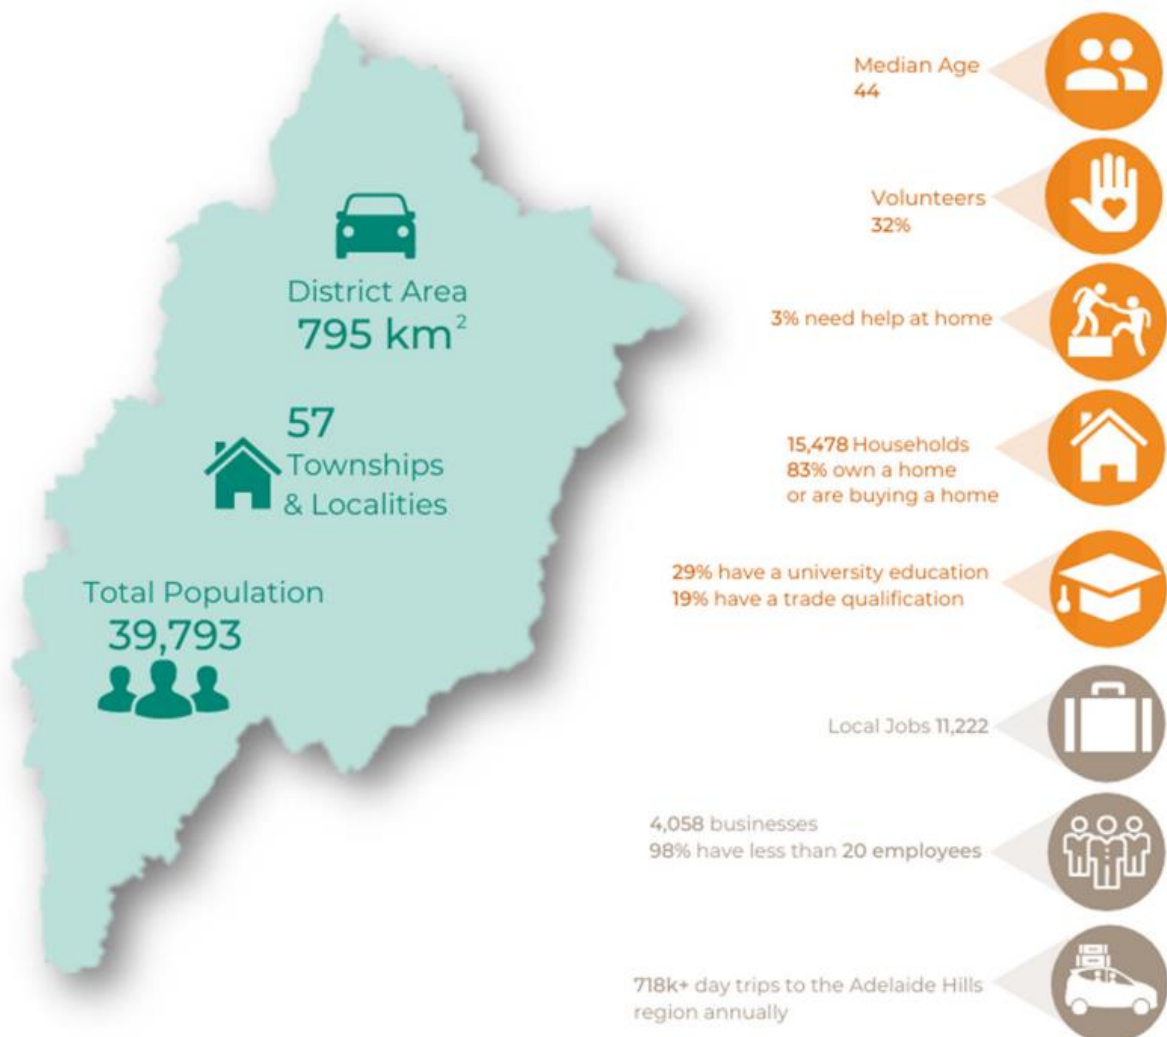 District Area
795 km²
57
Townships
& Localities
Total Population
39,793
Median Age
44
Volunteers
32%
3% need help at home
15,478 Households
83% own a home
or are buying a home
29% have a university education
19% have a trade qualification
Local Jobs 11,222
4,058 businesses
98% have less than 20 employees
718k+ day trips to the Adelaide Hills
region annually